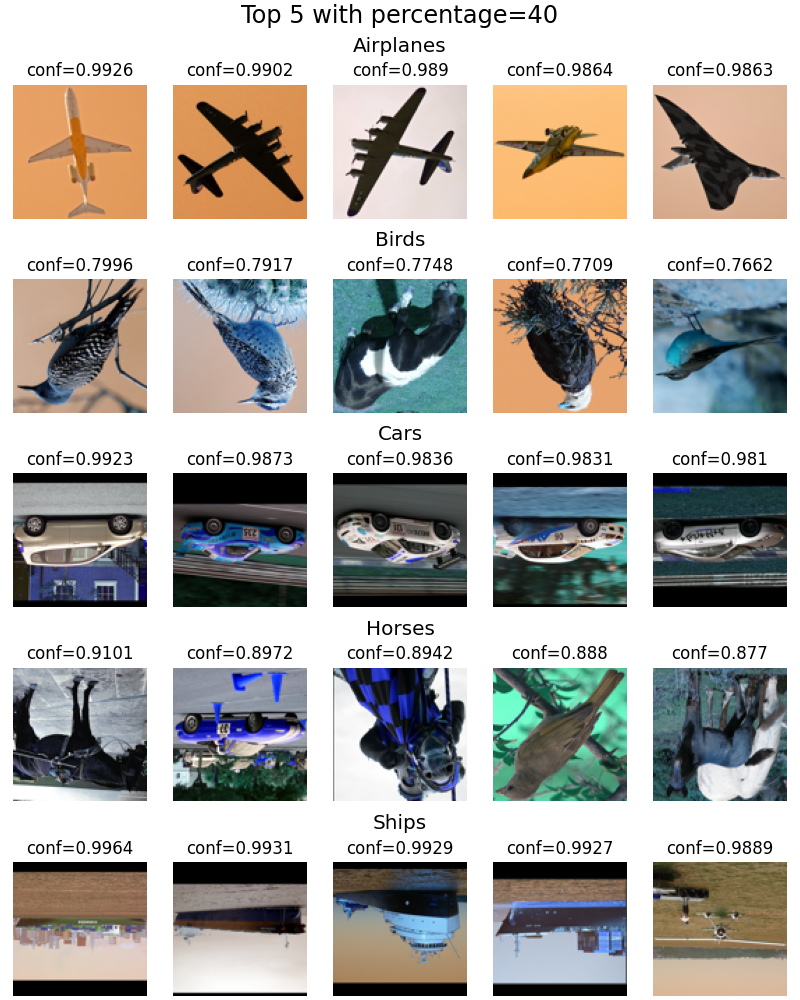 Top 5 with percentage=40
Airplanes
conf=0.9926 conf=0.9902 conf=0.989 conf=0.9864 conf=0.9863
Birds
conf=0.7996 conf=0.7917 conf=0.7748 conf=0.7709 conf=0.7662
Cars
conf=0.9923 conf=0.9873 conf=0.9836 conf=0.9831 conf=0.981
Horses
conf=0.9101 conf=0.8972 conf=0.8942 conf=0.888 conf=0.877
Ships
conf=0.9964 conf=0.9931 conf=0.9929 conf=0.9927 conf=0.9889